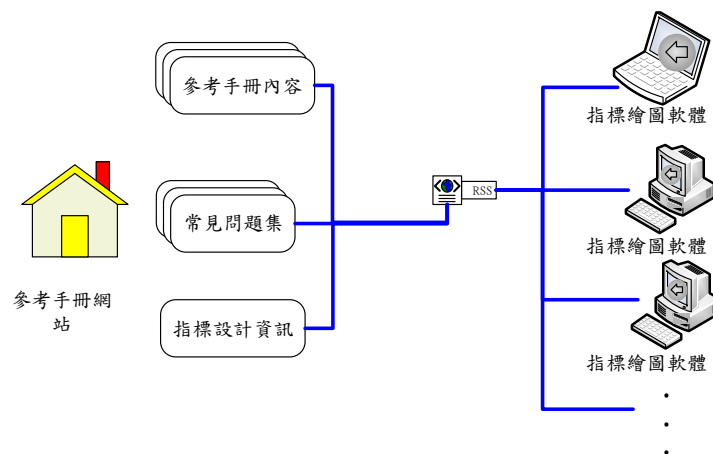 參考手冊內容
常見問題集
指標設計資訊
參考手冊網
站
RSS
指標繪圖軟體
指標繪圖軟體
指標繪圖軟體